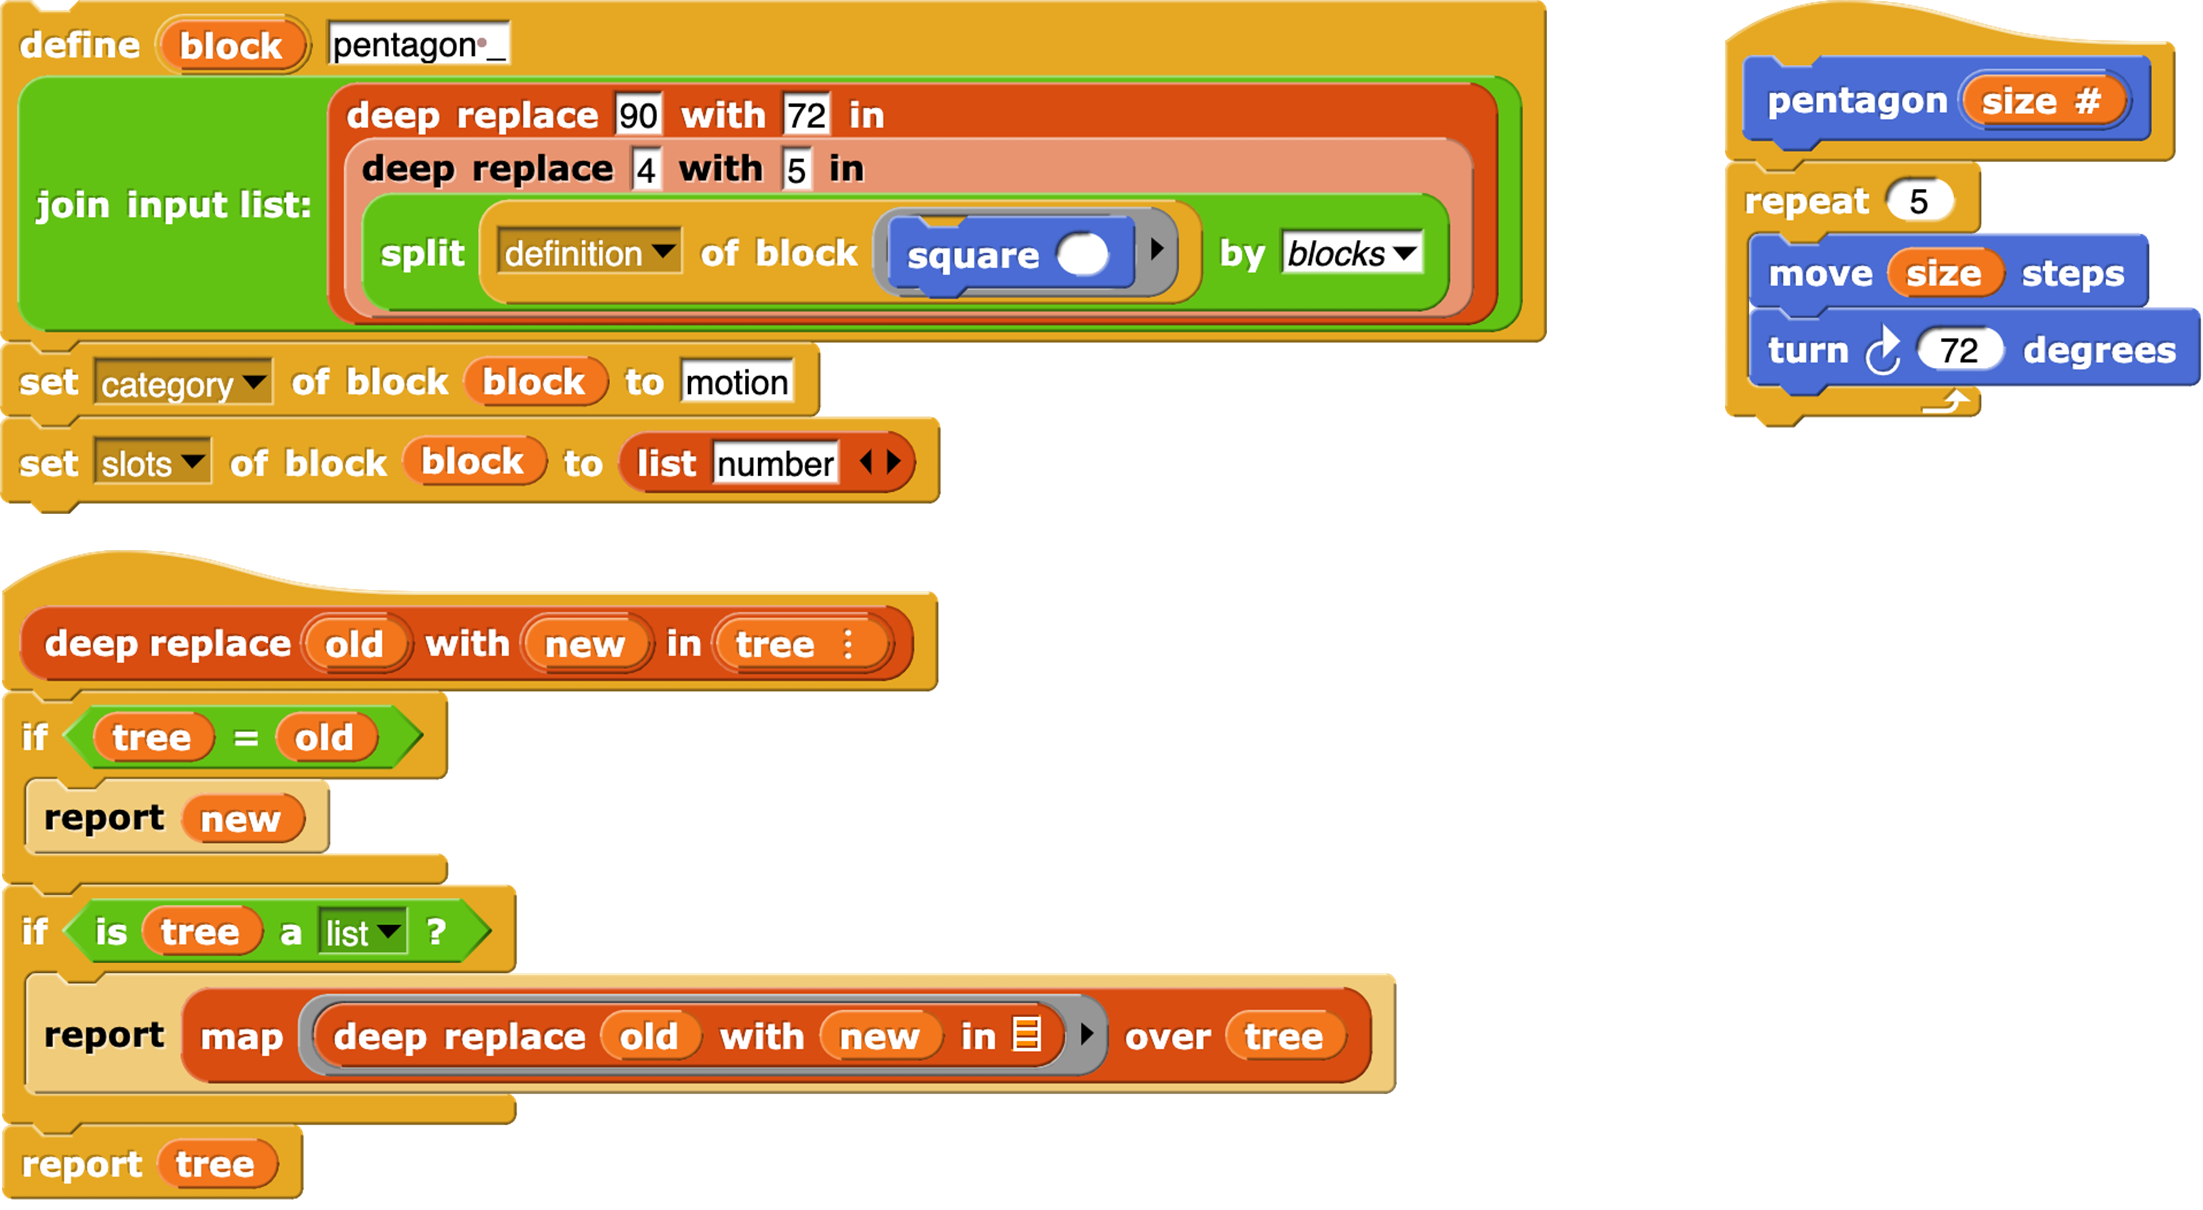 define block pentagon•_
join input list: deep replace 90 with 72 in
deep replace 4 with 5 in
split definition of block square by blocks
set category of block block to motion
set slots of block block to list number
deep replace old with new in tree ⋮
if tree = old
report new
if is tree a list ?
report map deep replace old with new in over tree
report tree
pentagon size #
repeat 5
move size steps
turn 72 degrees